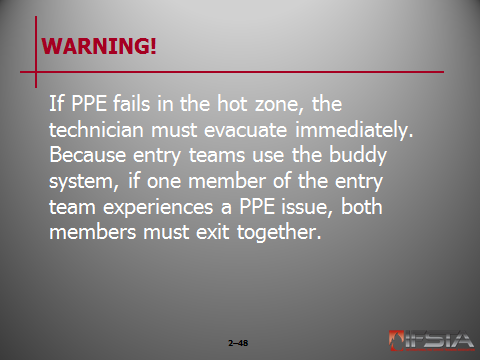 WARNING!
If PPE fails in the hot zone, the
technician must evacuate immediately.
Because entry teams use the buddy
system, if one member of the entry
team experiences a PPE issue, both
members must exit together.
2–48
IFSTA